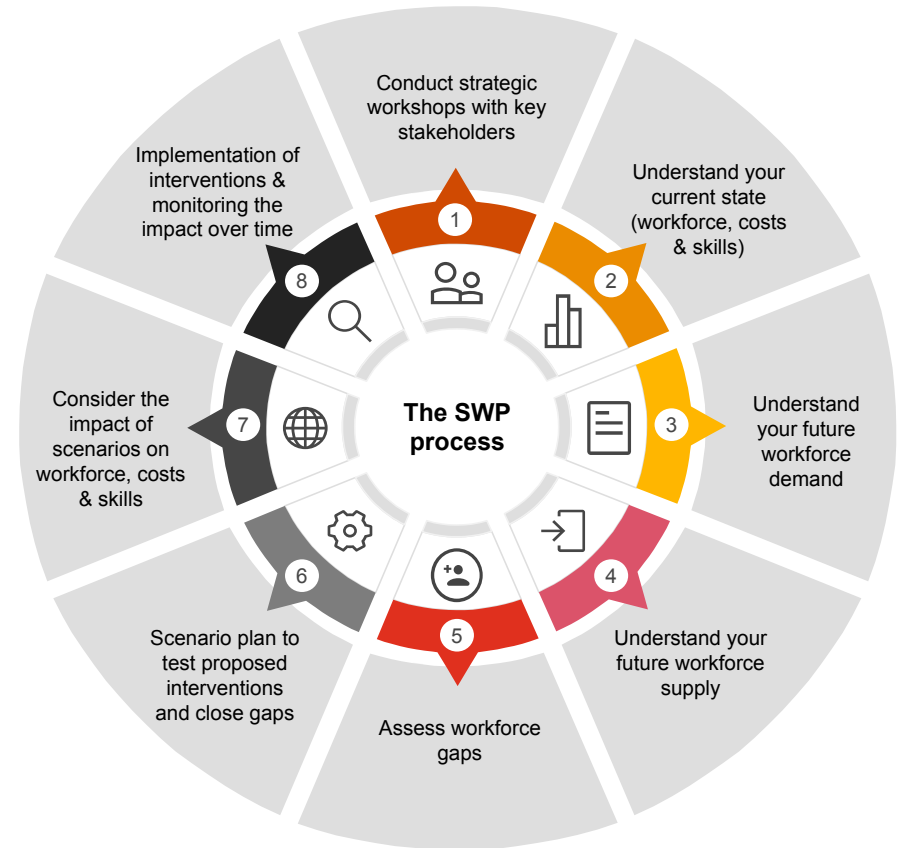 The SWP
process
1
Conduct strategic
workshops with key
stakeholders
2
Understand your
current state
(workforce, costs
& skills)
3
Understand
your future
workforce
demand
4
Understand your
future workforce
supply
5
Assess workforce
gaps
6
Scenario plan to
test proposed
interventions
and close gaps
7
Consider the
impact of
scenarios on
workforce, costs
& skills
8
Implementation of
interventions &
monitoring the
impact over time